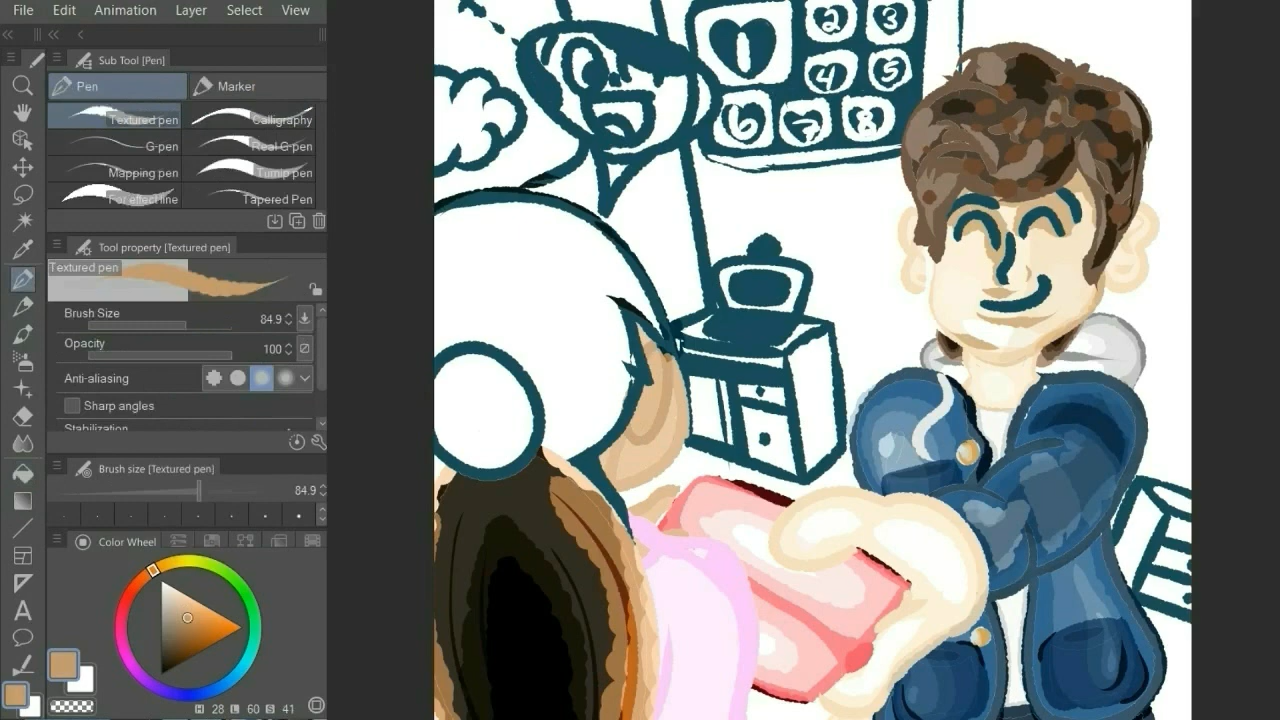 File Edit Animation Layer Select View
Sub Tool [Pen]
Pen Marker
Textured pen Calligraphy
G-pen Real G-pen
Mapping pen Turnip pen
For effect line Tapered Pen
Tool property [Textured pen]
Textured pen
Brush Size 84.9
Opacity 100
Anti-aliasing
Sharp angles
Stabilization
Brush size [Textured pen]
84.9
Color Wheel
H 28 L 60 S 41
1 2 3
4 5
6 7 8